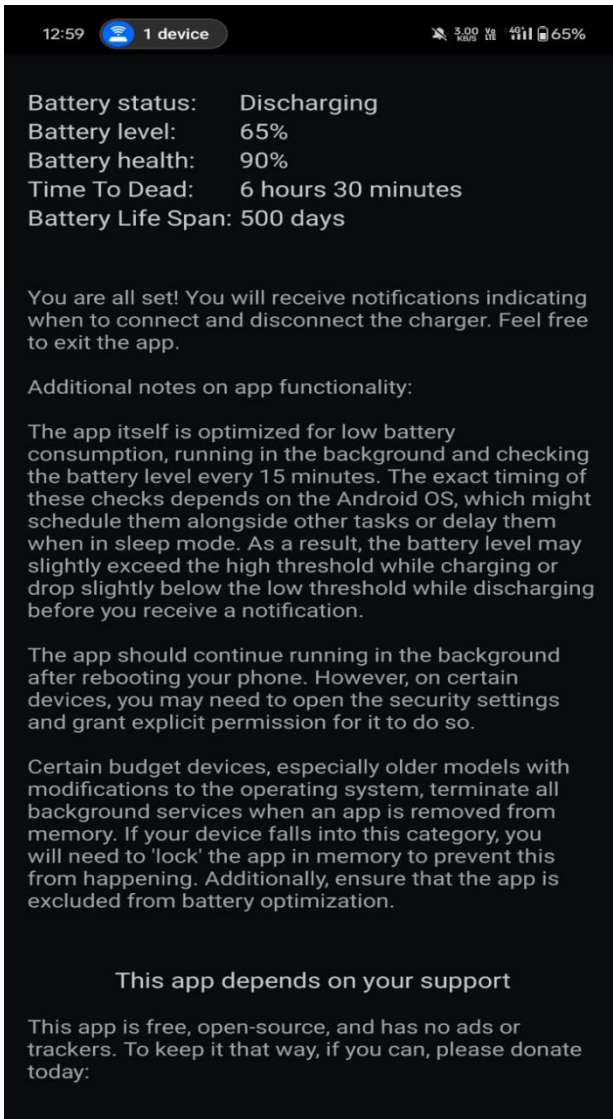 12:59 1 device 3.00 KB/S Vo LTE 4G 65%
Battery status: Discharging
Battery level: 65%
Battery health: 90%
Time To Dead: 6 hours 30 minutes
Battery Life Span: 500 days
You are all set! You will receive notifications indicating
when to connect and disconnect the charger. Feel free
to exit the app.
Additional notes on app functionality:
The app itself is optimized for low battery
consumption, running in the background and checking
the battery level every 15 minutes. The exact timing of
these checks depends on the Android OS, which might
schedule them alongside other tasks or delay them
when in sleep mode. As a result, the battery level may
slightly exceed the high threshold while charging or
drop slightly below the low threshold while discharging
before you receive a notification.
The app should continue running in the background
after rebooting your phone. However, on certain
devices, you may need to open the security settings
and grant explicit permission for it to do so.
Certain budget devices, especially older models with
modifications to the operating system, terminate all
background services when an app is removed from
memory. If your device falls into this category, you
will need to 'lock' the app in memory to prevent this
from happening. Additionally, ensure that the app is
excluded from battery optimization.
This app depends on your support
This app is free, open-source, and has no ads or
trackers. To keep it that way, if you can, please donate
today: